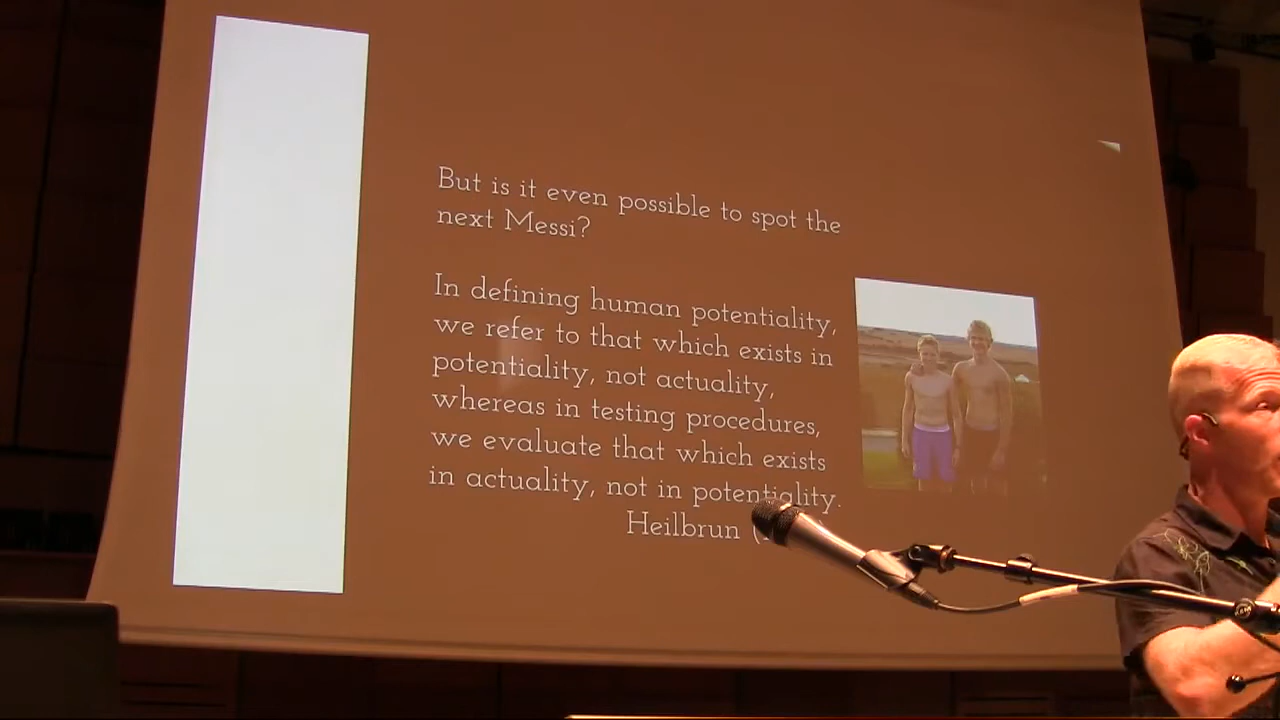 But is it even possible to spot the
next Messi?
In defining human potentiality,
we refer to that which exists in
potentiality, not actuality,
whereas in testing procedures,
we evaluate that which exists
in actuality, not in potentiality.
Heilbrun (